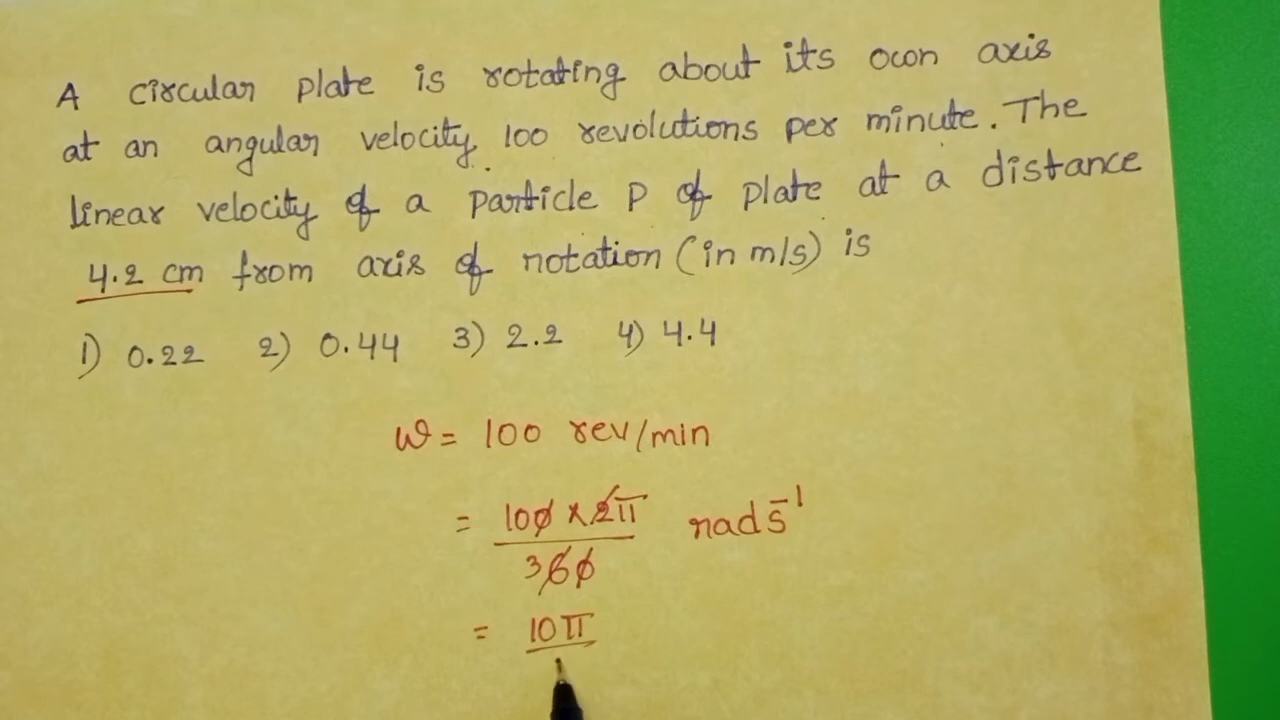 A circular plate is rotating about its own axis
at an angular velocity 100 revolutions per minute. The
linear velocity of a particle P of plate at a distance
4.2 cm from axis of rotation (in m/s) is
1) 0.22 2) 0.44 3) 2.2 4) 4.4
ω = 100 rev/min
= 100 × 2π / 360 rad s⁻¹
= 10π